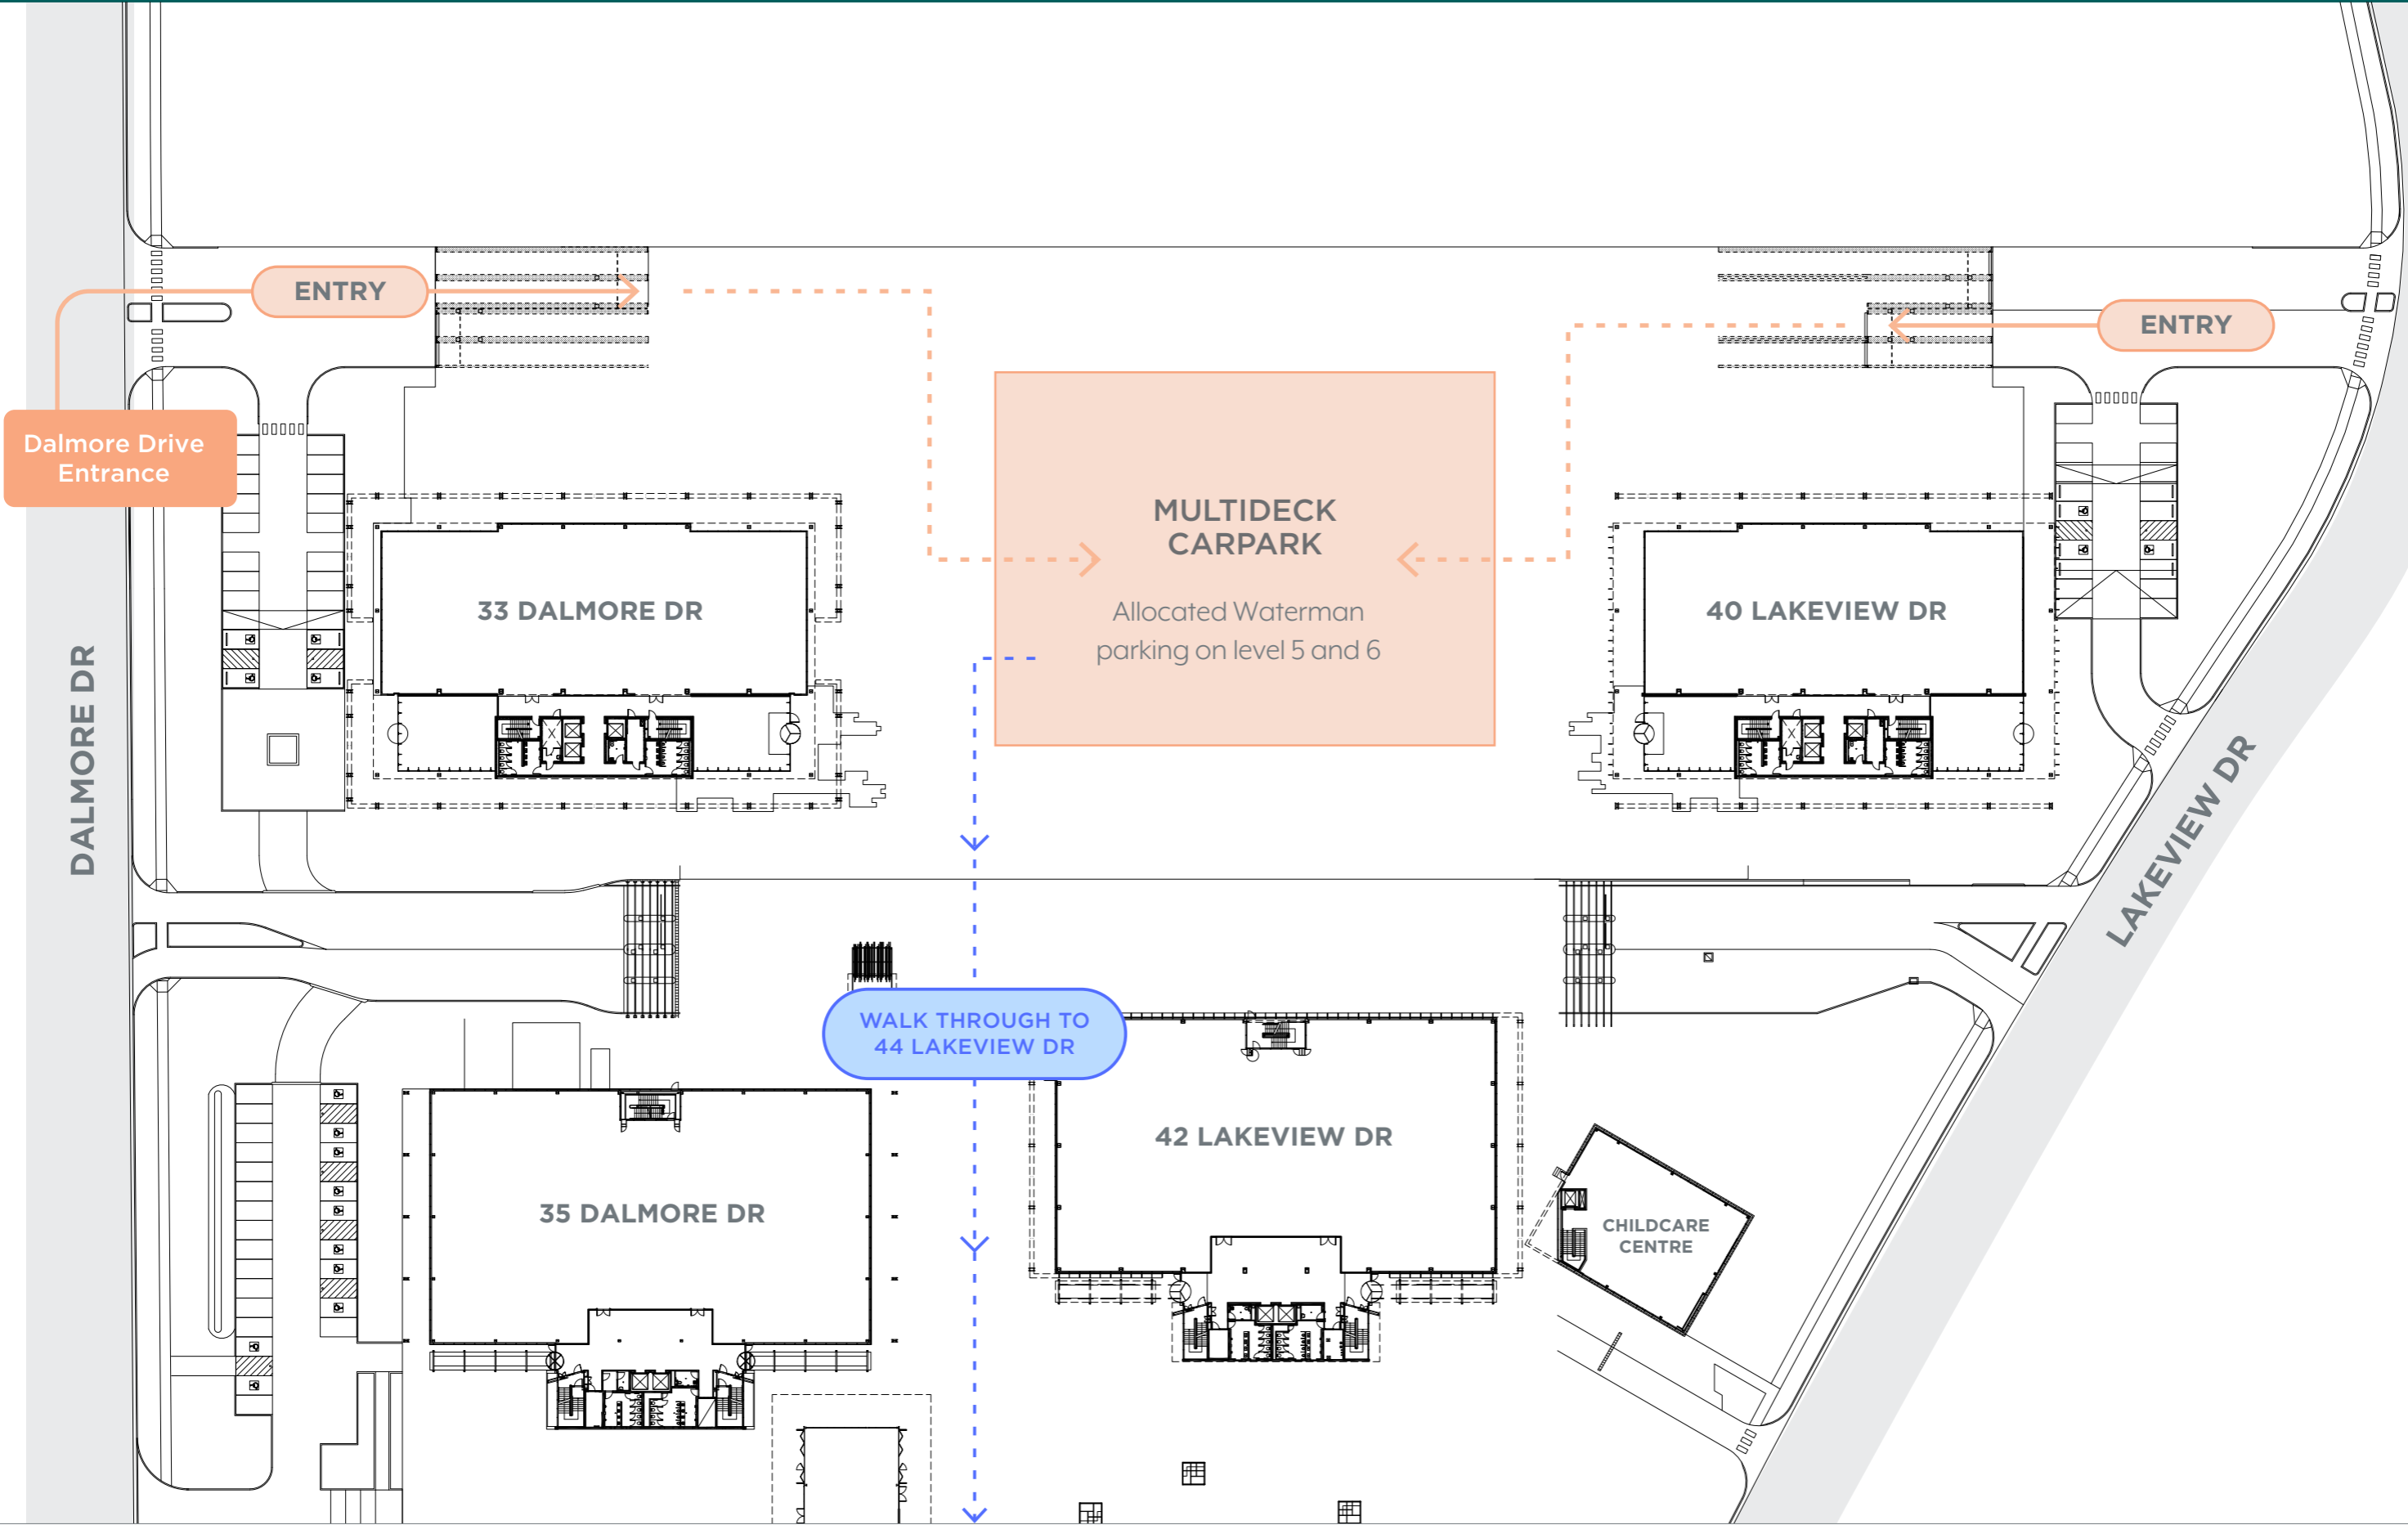 ENTRY
ENTRY
Dalmore Drive
Entrance
MULTIDECK
CARPARK
Allocated Waterman
parking on level 5 and 6
33 DALMORE DR
40 LAKEVIEW DR
DALMORE DR
LAKEVIEW DR
WALK THROUGH TO
44 LAKEVIEW DR
42 LAKEVIEW DR
35 DALMORE DR
CHILDCARE
CENTRE